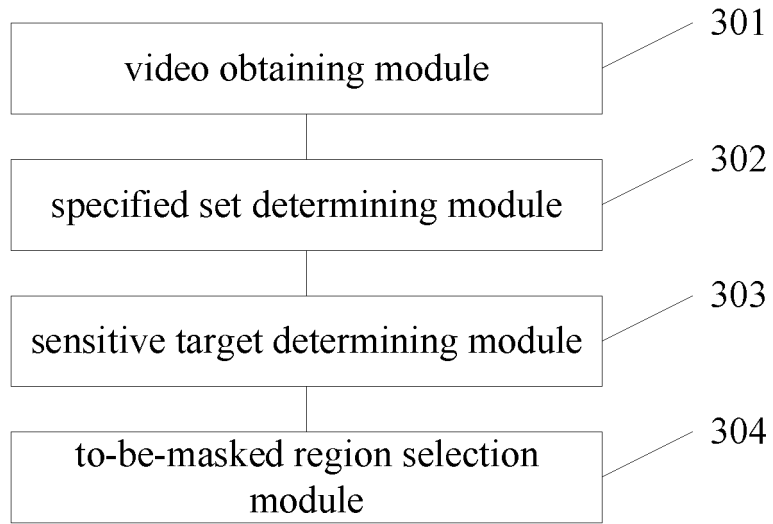 301
video obtaining module
302
specified set determining module
303
sensitive target determining module
304
to-be-masked region selection
module